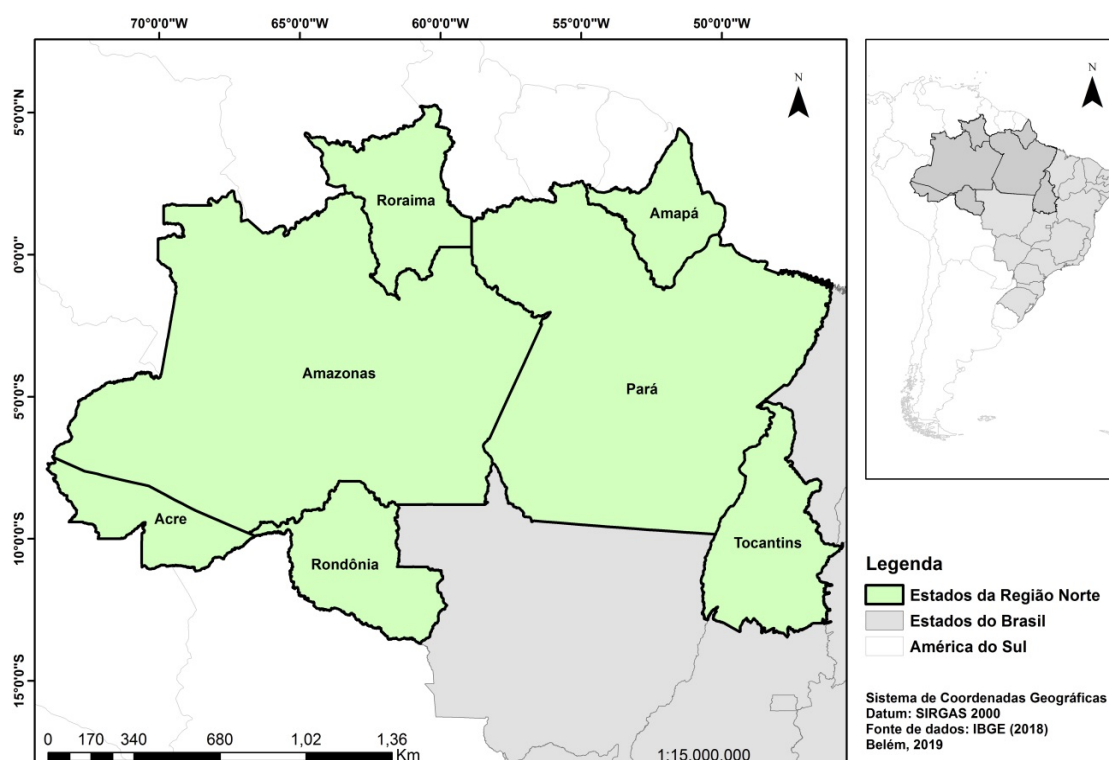 70°0'0"W 65°0'0"W 60°0'0"W 55°0'0"W 50°0'0"W
5°0'0"N
0°0'0"
5°0'0"S
10°0'0"S
15°0'0"S
N
Roraima
Amapá
Amazonas
Pará
Acre
Rondônia
Tocantins
0 170 340 680 1,02 1,36
Km
1:15.000.000
N
Legenda
Estados da Região Norte
Estados do Brasil
América do Sul
Sistema de Coordenadas Geográficas
Datum: SIRGAS 2000
Fonte de dados: IBGE (2018)
Belém, 2019